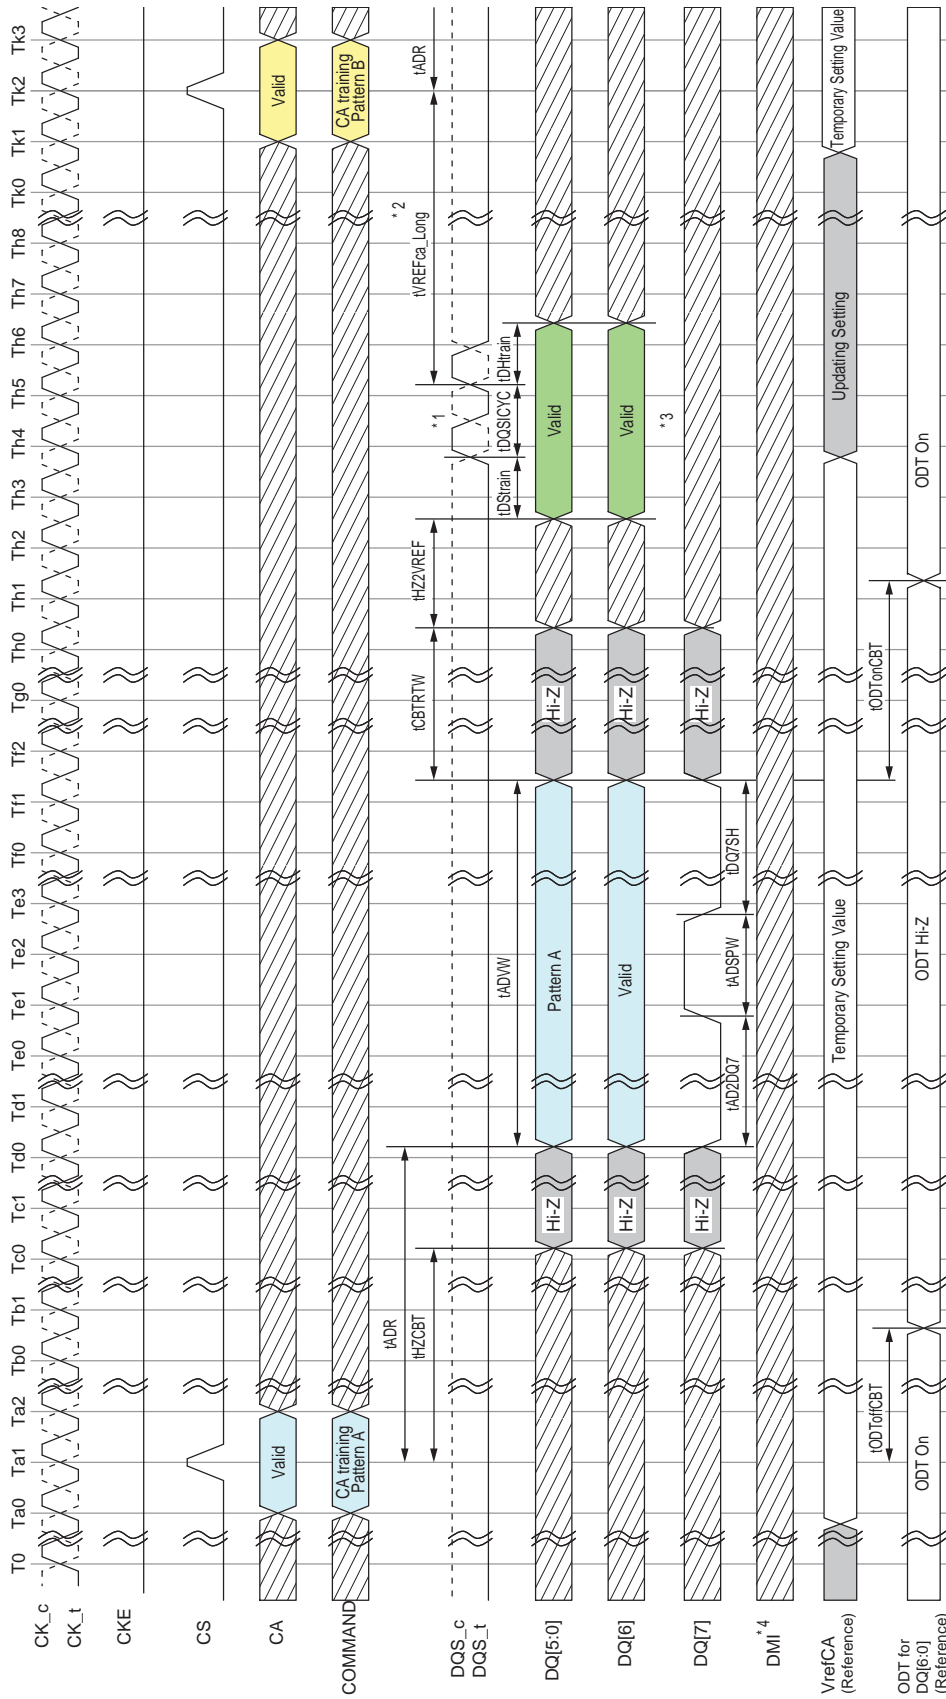 T0 Ta0 Ta1 Ta2 Tb0 Tb1 Tc0 Tc1 Td0 Td1 Te0 Te1 Te2 Te3 Tf0 Tf1 Tf2 Tg0 Th0 Th1 Th2 Th3 Th4 Th5 Th6 Th7 Th8 Tk0 Tk1 Tk2 Tk3
CK_c
CK_t
CKE
CS
CA
Valid
Valid
COMMAND
CA training
Pattern A
CA training
Pattern B
tADR
tHZCBT
tCBTRTW
tHZ2VREF
tVREFca_Long
*2
tADR
DQS_c
DQS_t
*1
tADVW
tDStrain
tDQSICYC
tDHtrain
DQ[5:0]
Hi-Z
Pattern A
Hi-Z
Valid
DQ[6]
Hi-Z
Valid
Hi-Z
Valid
*3
DQ[7]
Hi-Z
Hi-Z
tAD2DQ7
tADSPW
tDQ7SH
DMI *4
VrefCA
(Reference)
Temporary Setting Value
Updating Setting
Temporary Setting Value
tODToffCBT
tODTonCBT
ODT for
DQ[6:0]
(Reference)
ODT On
ODT Hi-Z
ODT On